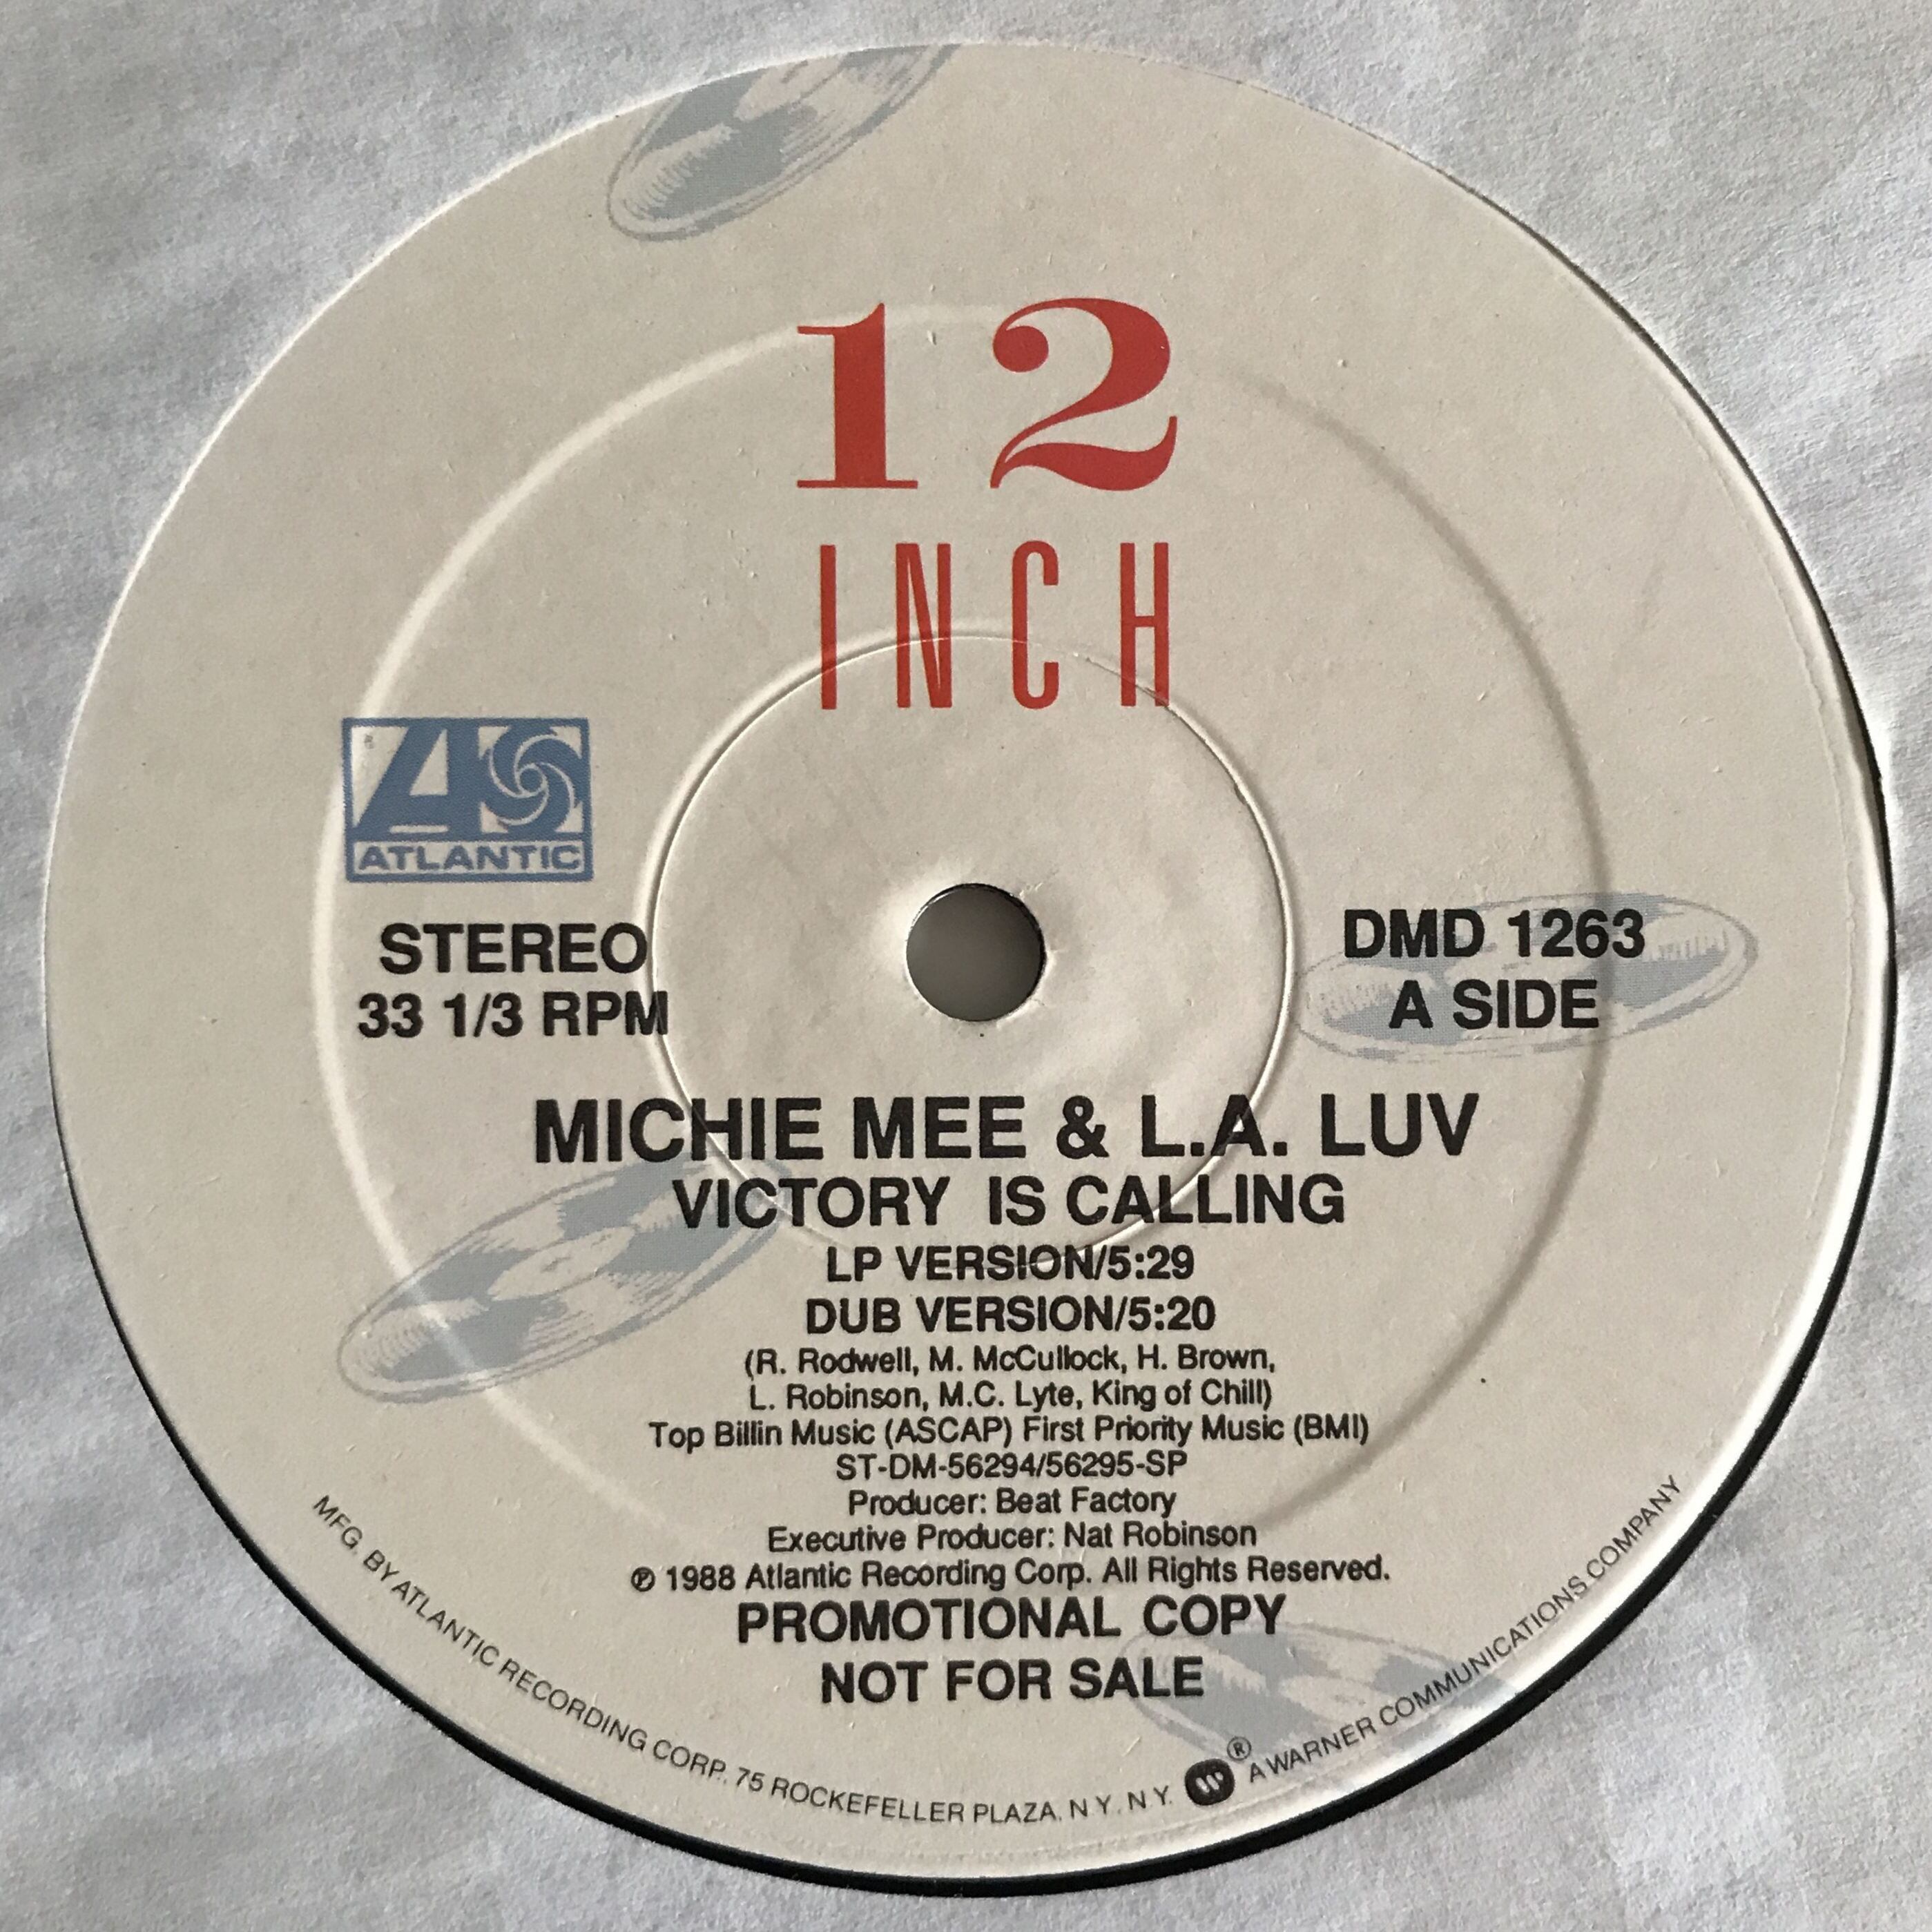 12
INCH
ATLANTIC
STEREO
33 1/3 RPM
DMD 1263
A SIDE
MICHIE MEE & L.A. LUV
VICTORY IS CALLING
LP VERSION/5:29
DUB VERSION/5:20
(R. Rodwell, M. McCullock, H. Brown,
L. Robinson, M.C. Lyte, King of Chill)
Top Billin Music (ASCAP) First Priority Music (BMI)
ST-DM-56294/56295-SP
Producer: Beat Factory
Executive Producer: Nat Robinson
℗ 1988 Atlantic Recording Corp. All Rights Reserved.
PROMOTIONAL COPY
NOT FOR SALE
MFG. BY ATLANTIC RECORDING CORP., 75 ROCKEFELLER PLAZA, N.Y., N.Y. ® A WARNER COMMUNICATIONS COMPANY